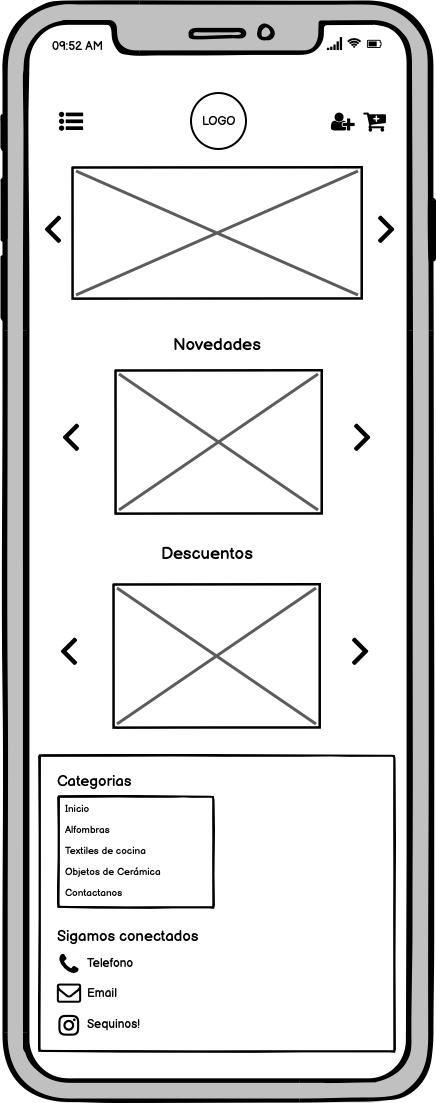 09:52 AM
LOGO
Novedades
Descuentos
Categorias
Inicio
Alfombras
Textiles de cocina
Objetos de Cerámica
Contactanos
Sigamos conectados
Telefono
Email
Sequinos!